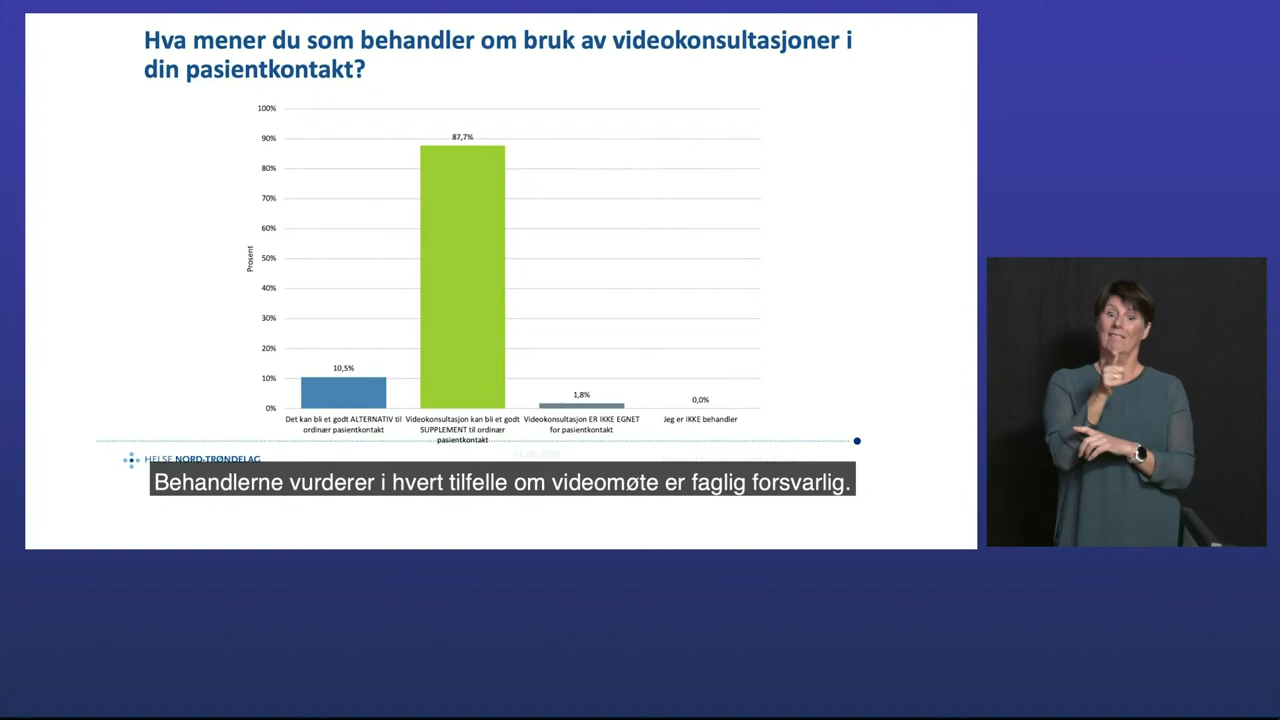 Hva mener du som behandler om bruk av videokonsultasjoner i
din pasientkontakt?
100%
90%
80%
70%
60%
50%
40%
30%
20%
10%
0%
Prosent
10,5%
87,7%
1,8%
0,0%
Det kan bli et godt ALTERNATIV til
ordinær pasientkontakt
Videokonsultasjon kan bli et godt
SUPPLEMENT til ordinær
pasientkontakt
Videokonsultasjon ER IKKE EGNET
for pasientkontakt
Jeg er IKKE behandler
HELSE NORD-TRØNDELAG
Behandlerne vurderer i hvert tilfelle om videomøte er faglig forsvarlig.